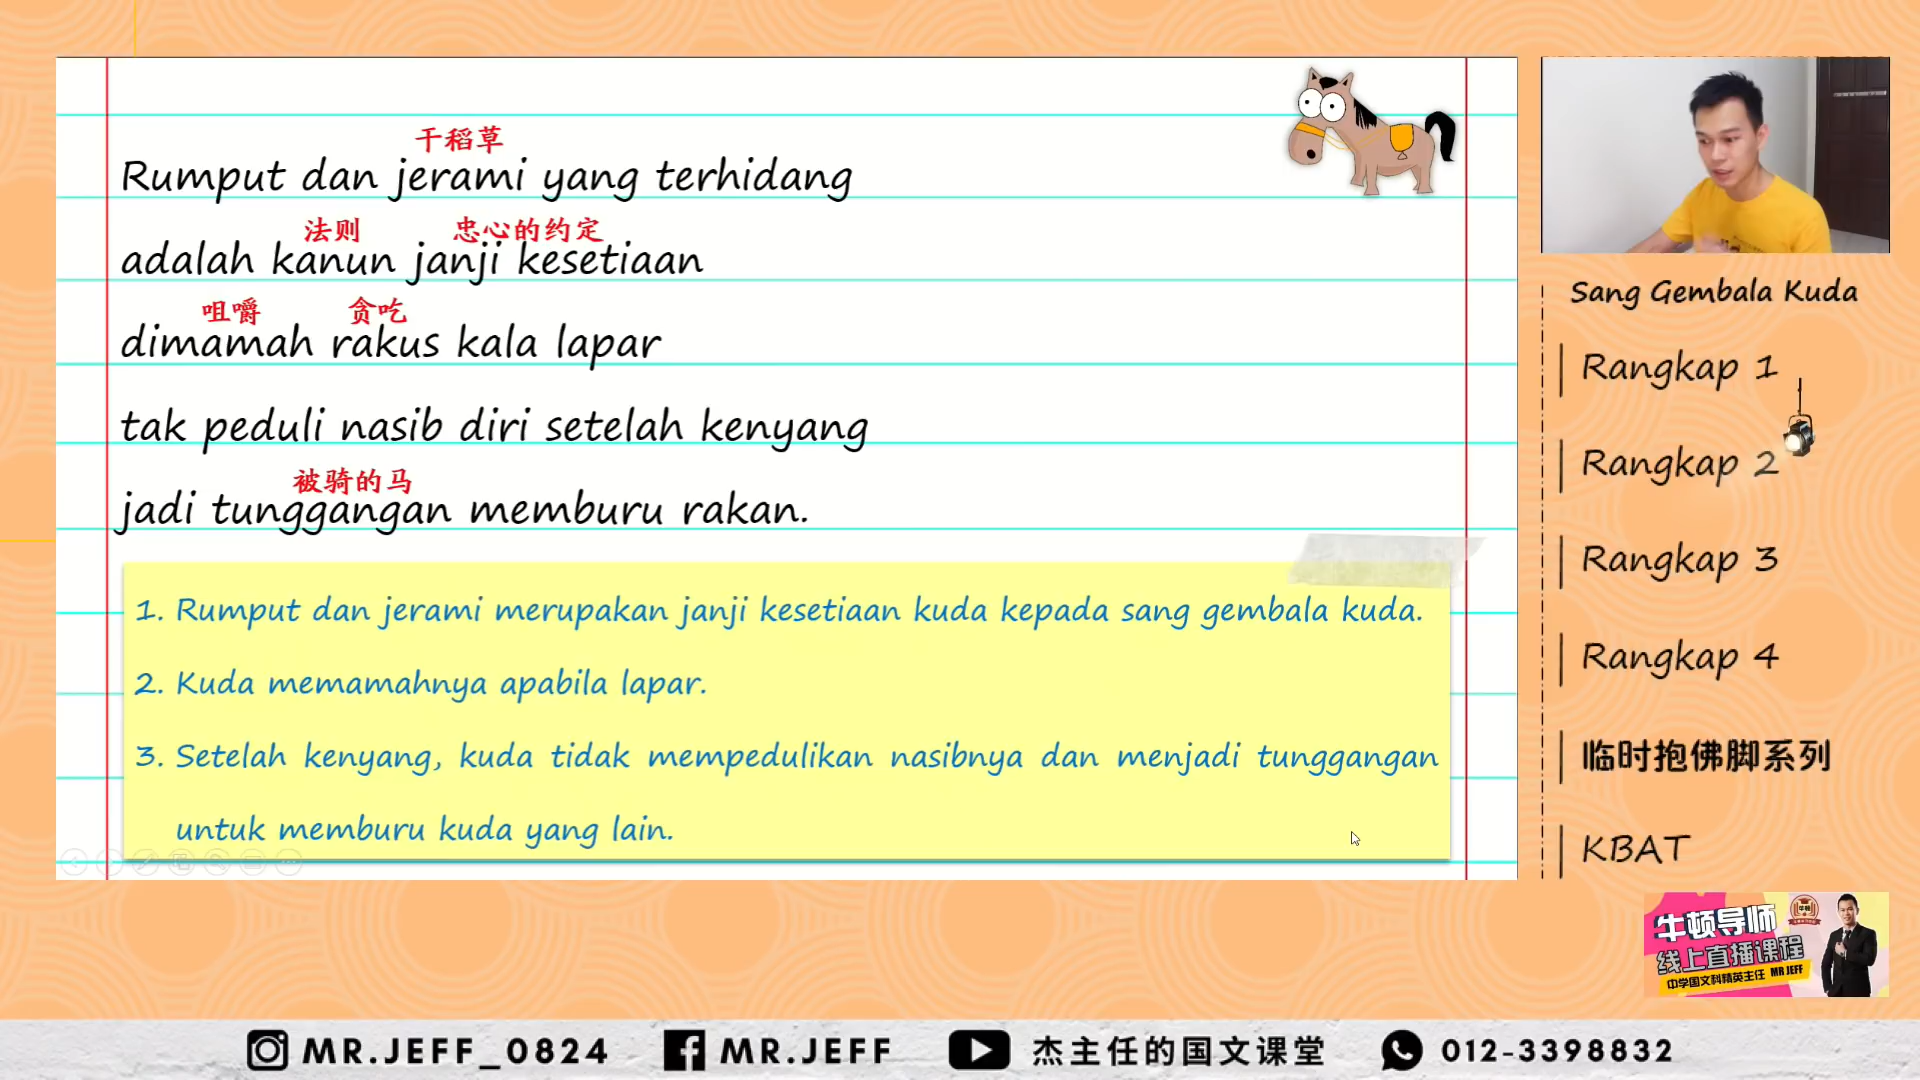 干稻草
Rumput dan jerami yang terhidang
法则 忠心的约定
adalah kanun janji kesetiaan
咀嚼 贪吃
dimamah rakus kala lapar
tak peduli nasib diri setelah kenyang
被骑的马
jadi tunggangan memburu rakan.
1. Rumput dan jerami merupakan janji kesetiaan kuda kepada sang gembala kuda.
2. Kuda memamahnya apabila lapar.
3. Setelah kenyang, kuda tidak mempedulikan nasibnya dan menjadi tunggangan
untuk memburu kuda yang lain.
Sang Gembala Kuda
Rangkap 1
Rangkap 2
Rangkap 3
Rangkap 4
临时抱佛脚系列
KBAT
牛顿导师
线上直播课程
中学国文科精英主任 MR JEFF
MR.JEFF_0824 MR.JEFF 杰主任的国文课堂 012-3398832